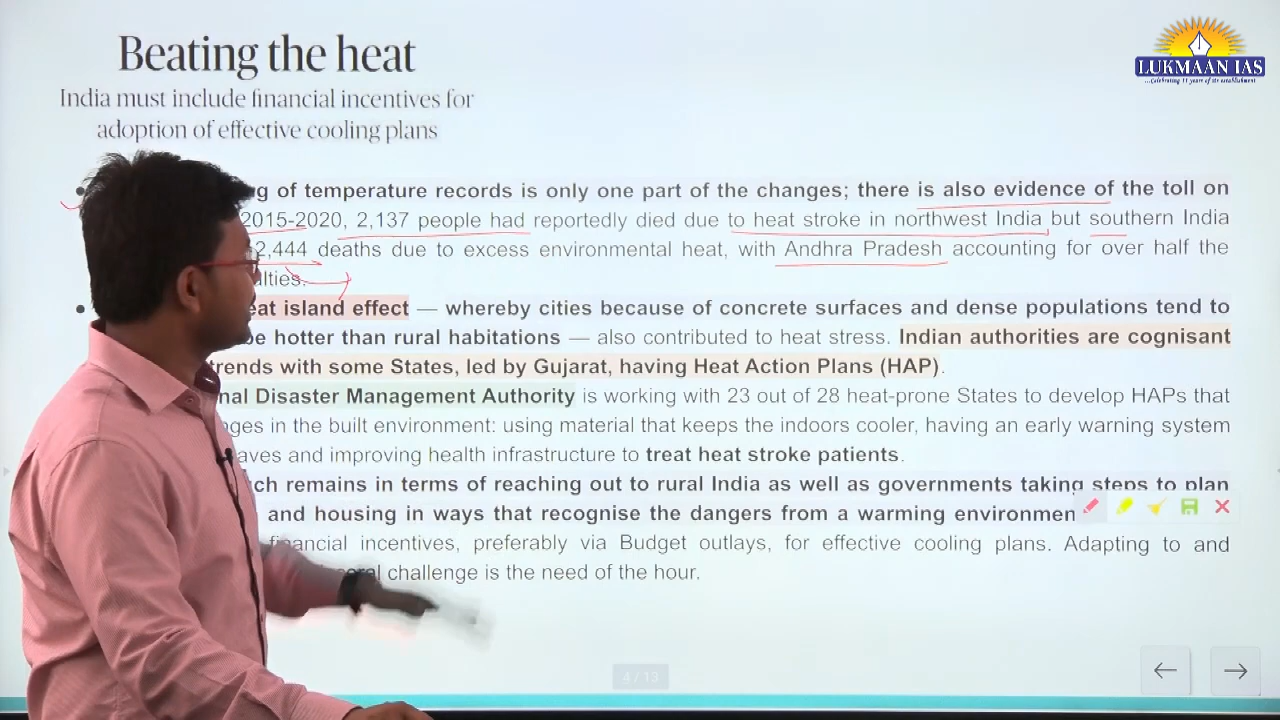 Beating the heat
India must include financial incentives for
adoption of effective cooling plans
LUKMAAN IAS
...Celebrating 11 years of its establishment
of temperature records is only one part of the changes; there is also evidence of the toll on
2015-2020, 2,137 people had reportedly died due to heat stroke in northwest India but southern India
2,444 deaths due to excess environmental heat, with Andhra Pradesh accounting for over half the
island effect — whereby cities because of concrete surfaces and dense populations tend to
be hotter than rural habitations — also contributed to heat stress. Indian authorities are cognisant
trends with some States, led by Gujarat, having Heat Action Plans (HAP).
Disaster Management Authority is working with 23 out of 28 heat-prone States to develop HAPs that
in the built environment: using material that keeps the indoors cooler, having an early warning system
and improving health infrastructure to treat heat stroke patients.
remains in terms of reaching out to rural India as well as governments taking steps to plan
and housing in ways that recognise the dangers from a warming environmen
financial incentives, preferably via Budget outlays, for effective cooling plans. Adapting to and
challenge is the need of the hour.
4 / 13